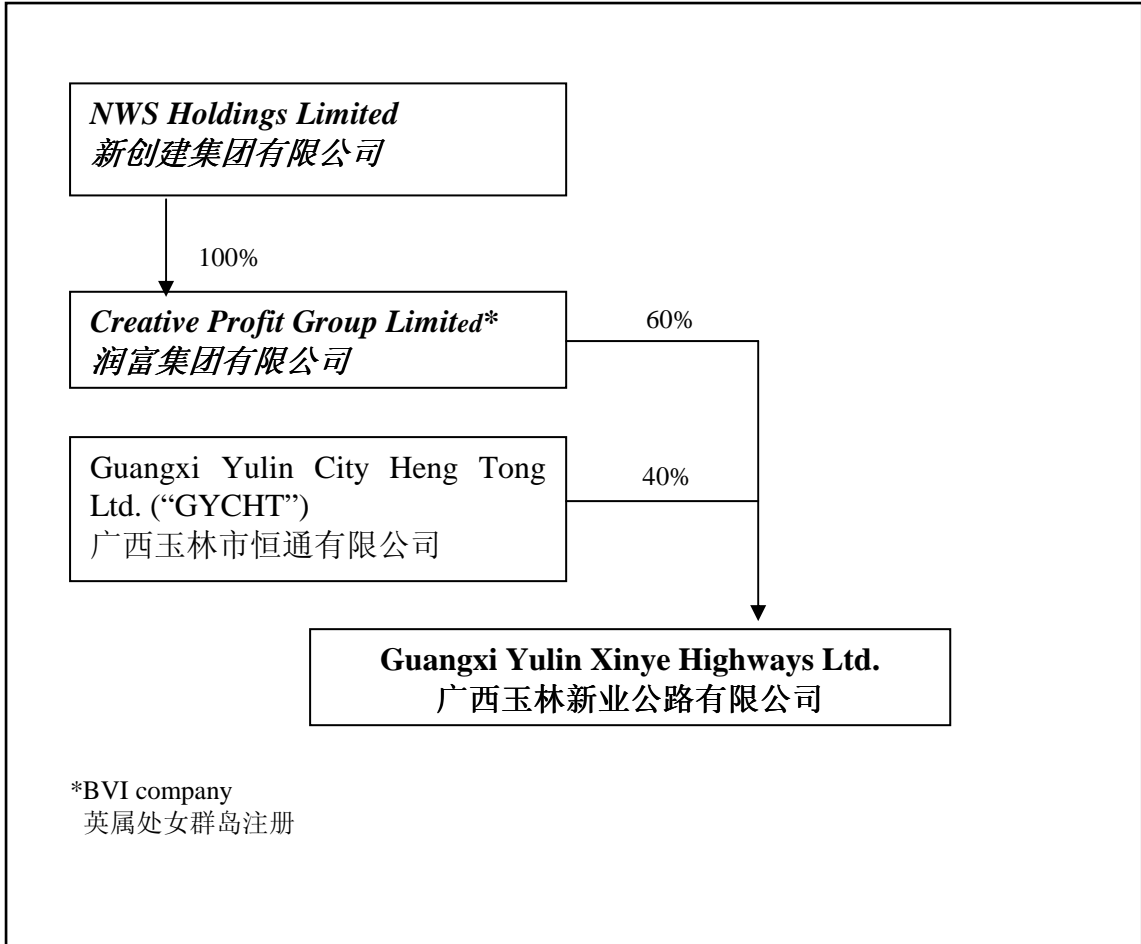 NWS Holdings Limited
新创建集团有限公司
100%
Creative Profit Group Limited*
润富集团有限公司
60%
Guangxi Yulin City Heng Tong
Ltd. (“GYCHT”)
广西玉林市恒通有限公司
40%
Guangxi Yulin Xinye Highways Ltd.
广西玉林新业公路有限公司
*BVI company
英属处女群岛注册